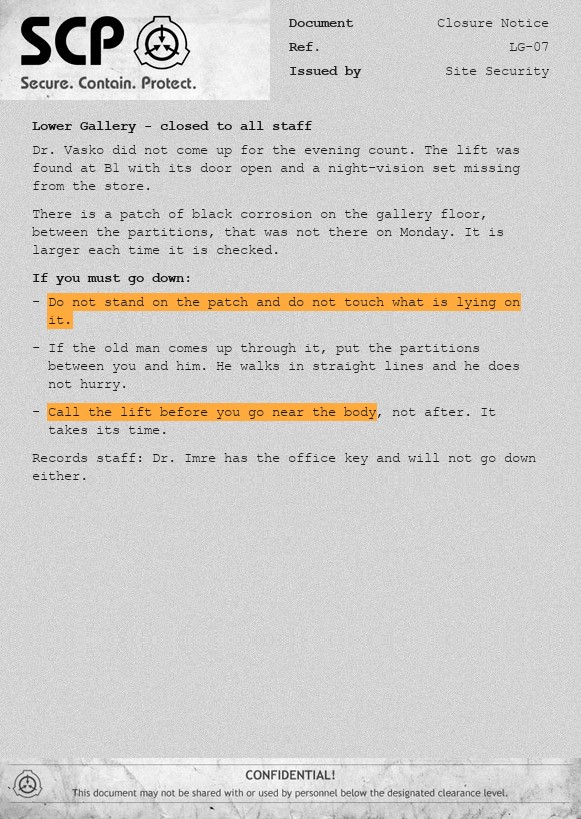 SCP
Secure. Contain. Protect.
Document Closure Notice
Ref. LG-07
Issued by Site Security
Lower Gallery - closed to all staff
Dr. Vasko did not come up for the evening count. The lift was
found at B1 with its door open and a night-vision set missing
from the store.
There is a patch of black corrosion on the gallery floor,
between the partitions, that was not there on Monday. It is
larger each time it is checked.
If you must go down:
- Do not stand on the patch and do not touch what is lying on
it.
- If the old man comes up through it, put the partitions
between you and him. He walks in straight lines and he does
not hurry.
- Call the lift before you go near the body, not after. It
takes its time.
Records staff: Dr. Imre has the office key and will not go down
either.
CONFIDENTIAL!
This document may not be shared with or used by personnel below the designated clearance level.